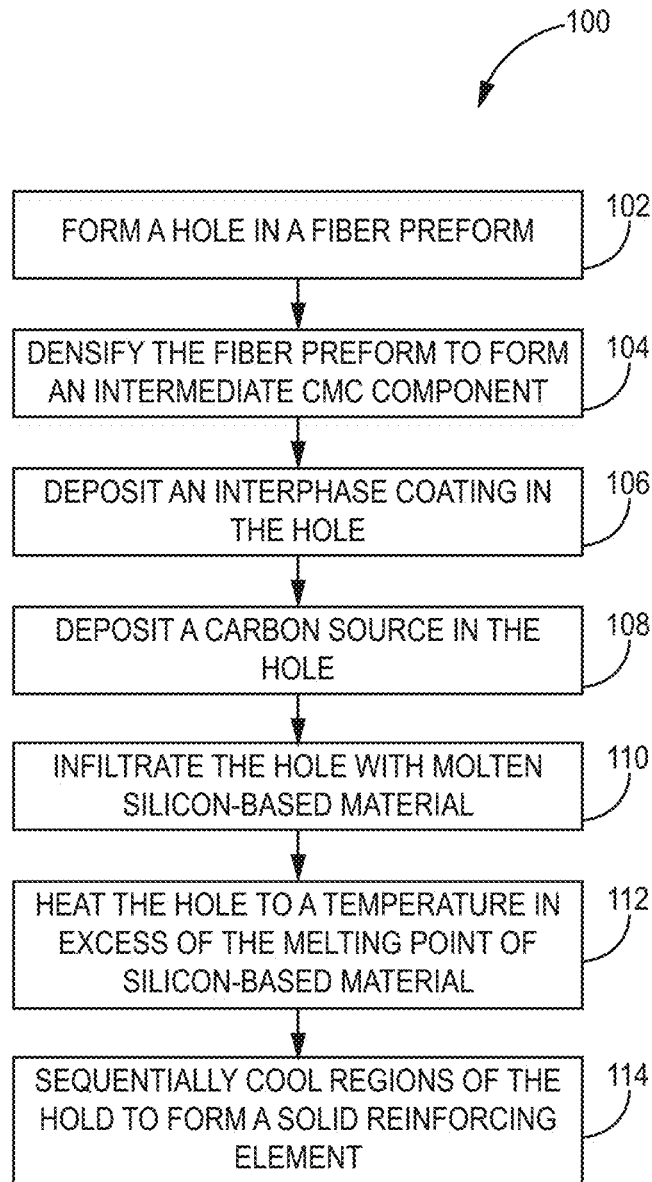 100
FORM A HOLE IN A FIBER PREFORM
102
DENSIFY THE FIBER PREFORM TO FORM
AN INTERMEDIATE CMC COMPONENT
104
DEPOSIT AN INTERPHASE COATING IN
THE HOLE
106
DEPOSIT A CARBON SOURCE IN THE
HOLE
108
INFILTRATE THE HOLE WITH MOLTEN
SILICON-BASED MATERIAL
110
HEAT THE HOLE TO A TEMPERATURE IN
EXCESS OF THE MELTING POINT OF
SILICON-BASED MATERIAL
112
SEQUENTIALLY COOL REGIONS OF THE
HOLD TO FORM A SOLID REINFORCING
ELEMENT
114